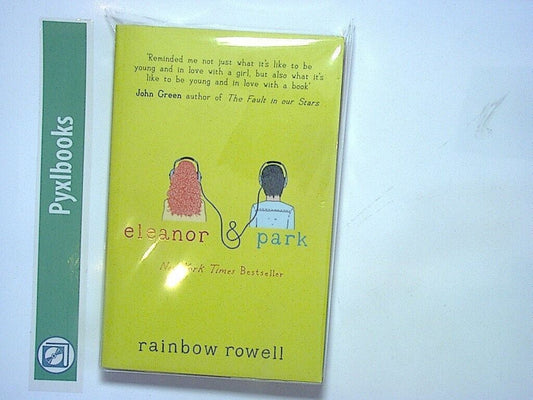 Pyxlbooks
'Reminded me not just what it's like to be
young and in love with a girl, but also what it's
like to be young and in love with a book'
John Green author of The Fault in our Stars
eleanor & park
New York Times Bestseller
rainbow rowell